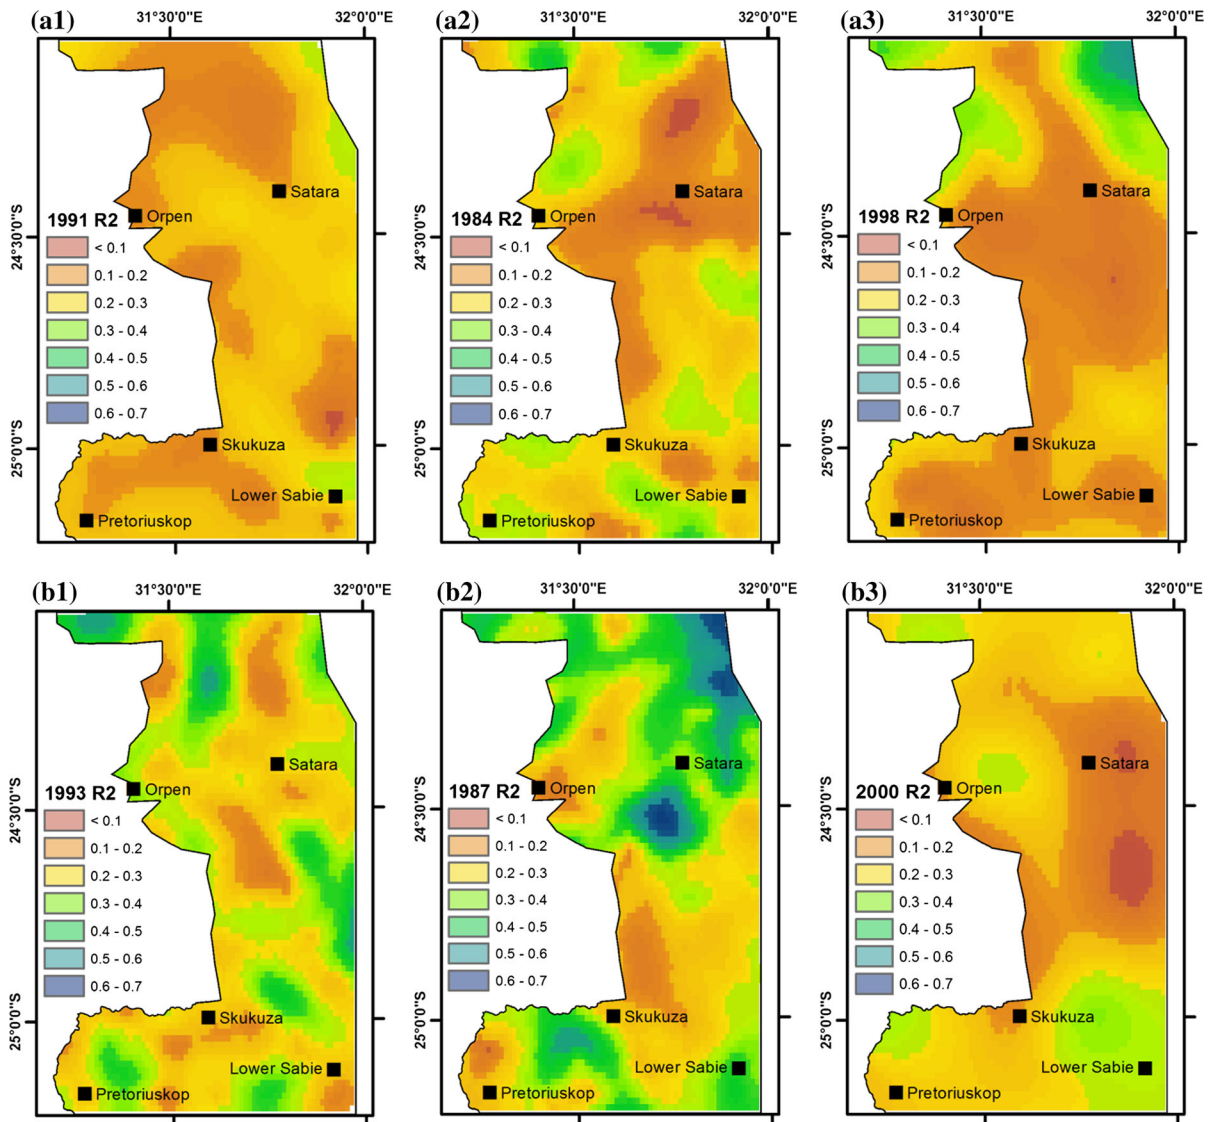 (a1)
31°5'0"E
32°0'0"E
24°30'0"S
25°0'0"S
1991 R2
< 0.1
0.1 - 0.2
0.2 - 0.3
0.3 - 0.4
0.4 - 0.5
0.5 - 0.6
0.6 - 0.7
Satara
Orpen
Skukuza
Lower Sabie
Pretoriuskop
(a2)
31°5'0"E
32°0'0"E
24°30'0"S
25°0'0"S
1984 R2
< 0.1
0.1 - 0.2
0.2 - 0.3
0.3 - 0.4
0.4 - 0.5
0.5 - 0.6
0.6 - 0.7
Satara
Orpen
Skukuza
Lower Sabie
Pretoriuskop
(a3)
31°5'0"E
32°0'0"E
24°30'0"S
25°0'0"S
1998 R2
< 0.1
0.1 - 0.2
0.2 - 0.3
0.3 - 0.4
0.4 - 0.5
0.5 - 0.6
0.6 - 0.7
Satara
Orpen
Skukuza
Lower Sabie
Pretoriuskop
(b1)
31°5'0"E
32°0'0"E
24°30'0"S
25°0'0"S
1993 R2
< 0.1
0.1 - 0.2
0.2 - 0.3
0.3 - 0.4
0.4 - 0.5
0.5 - 0.6
0.6 - 0.7
Satara
Orpen
Skukuza
Lower Sabie
Pretoriuskop
(b2)
31°5'0"E
32°0'0"E
24°30'0"S
25°0'0"S
1987 R2
< 0.1
0.1 - 0.2
0.2 - 0.3
0.3 - 0.4
0.4 - 0.5
0.5 - 0.6
0.6 - 0.7
Satara
Orpen
Skukuza
Lower Sabie
Pretoriuskop
(b3)
31°5'0"E
32°0'0"E
24°30'0"S
25°0'0"S
2000 R2
< 0.1
0.1 - 0.2
0.2 - 0.3
0.3 - 0.4
0.4 - 0.5
0.5 - 0.6
0.6 - 0.7
Satara
Orpen
Skukuza
Lower Sabie
Pretoriuskop